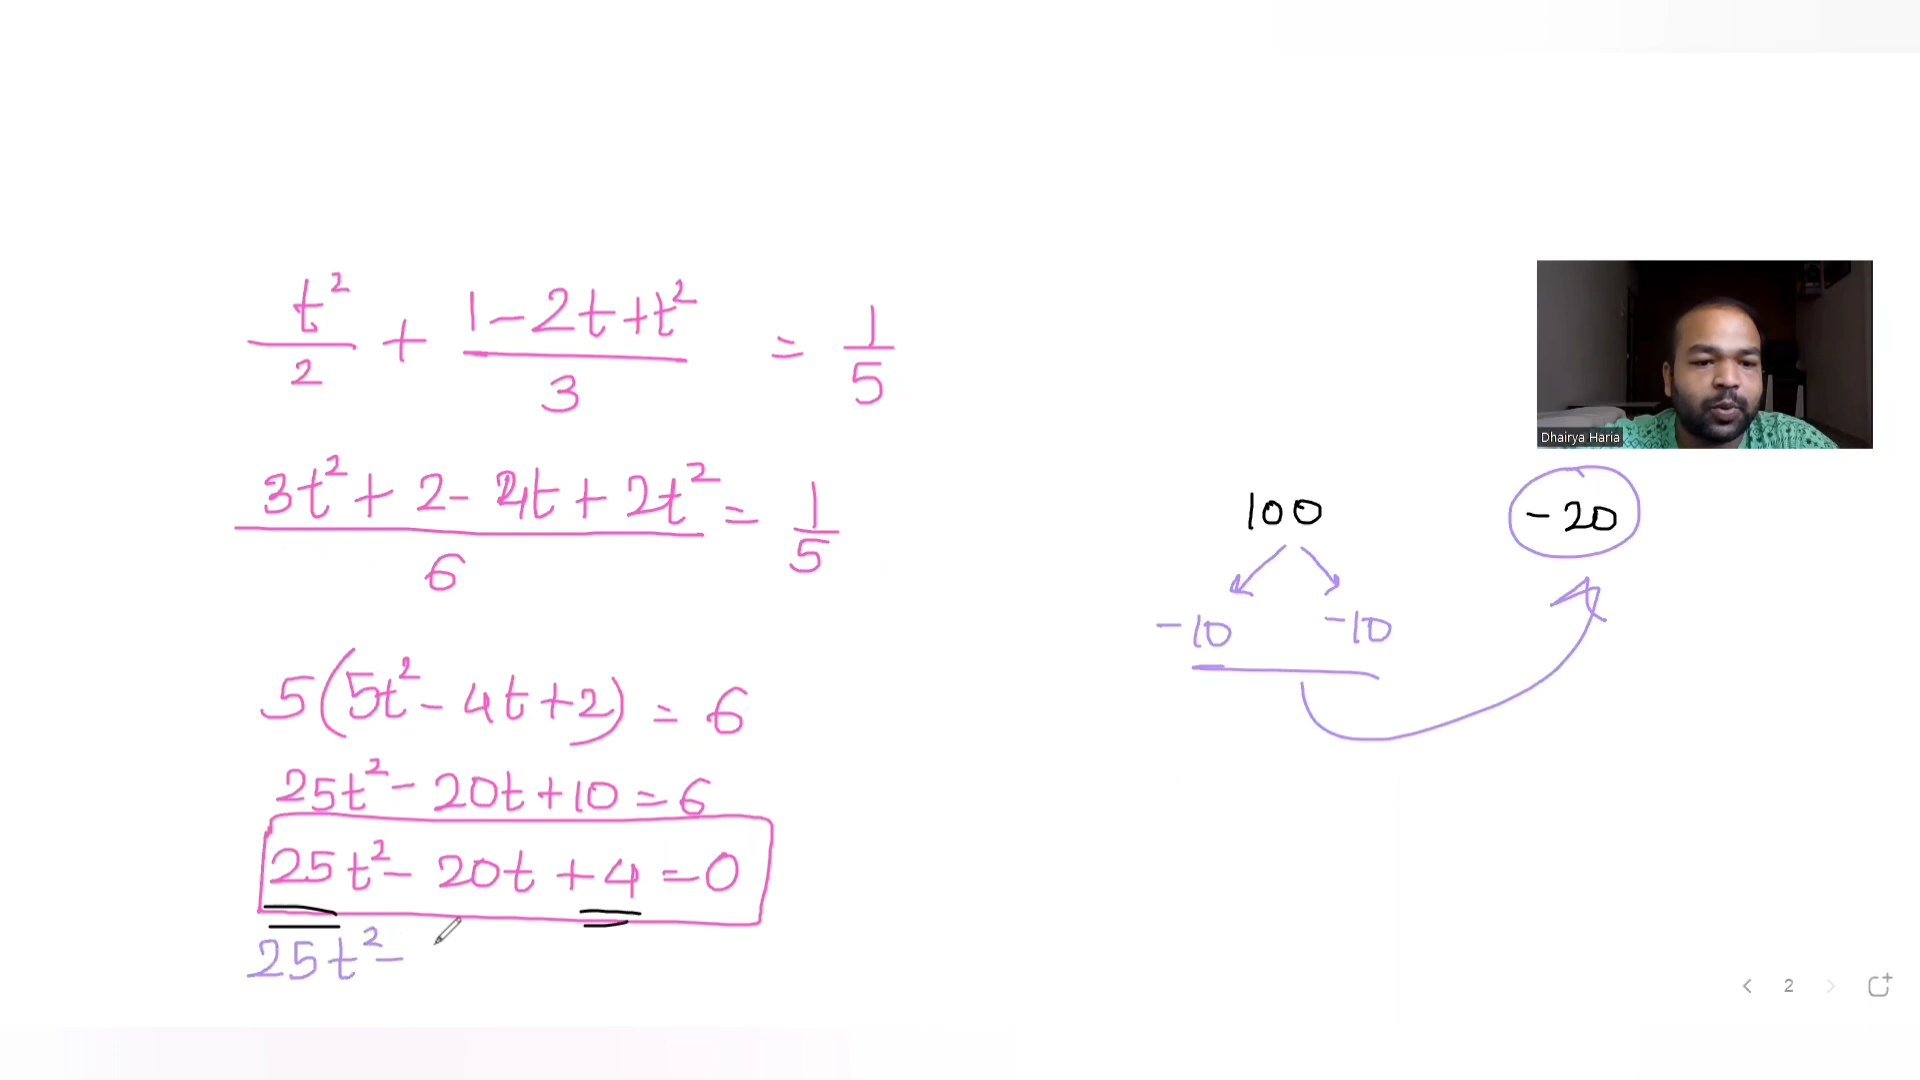 t²/2 + (1-2t+t²)/3 = 1/5
(3t²+2-4t+2t²)/6 = 1/5
5(5t²-4t+2) = 6
25t²-20t+10=6
25t²-20t+4=0
25t²-
Dhairya Haria
100 -20
-10 -10
2